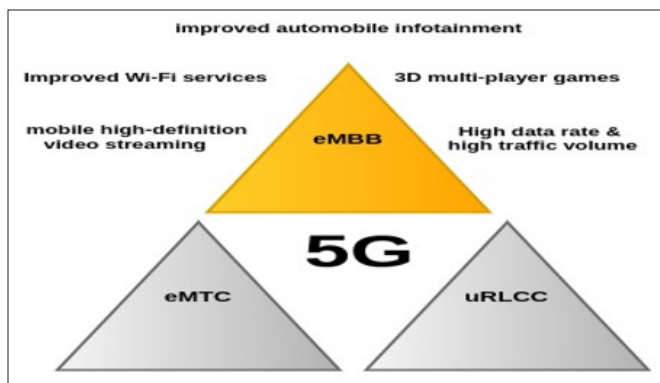 improved automobile infotainment
Improved Wi-Fi services
3D multi-player games
mobile high-definition
video streaming
eMBB
High data rate &
high traffic volume
5G
eMTC
uRLCC